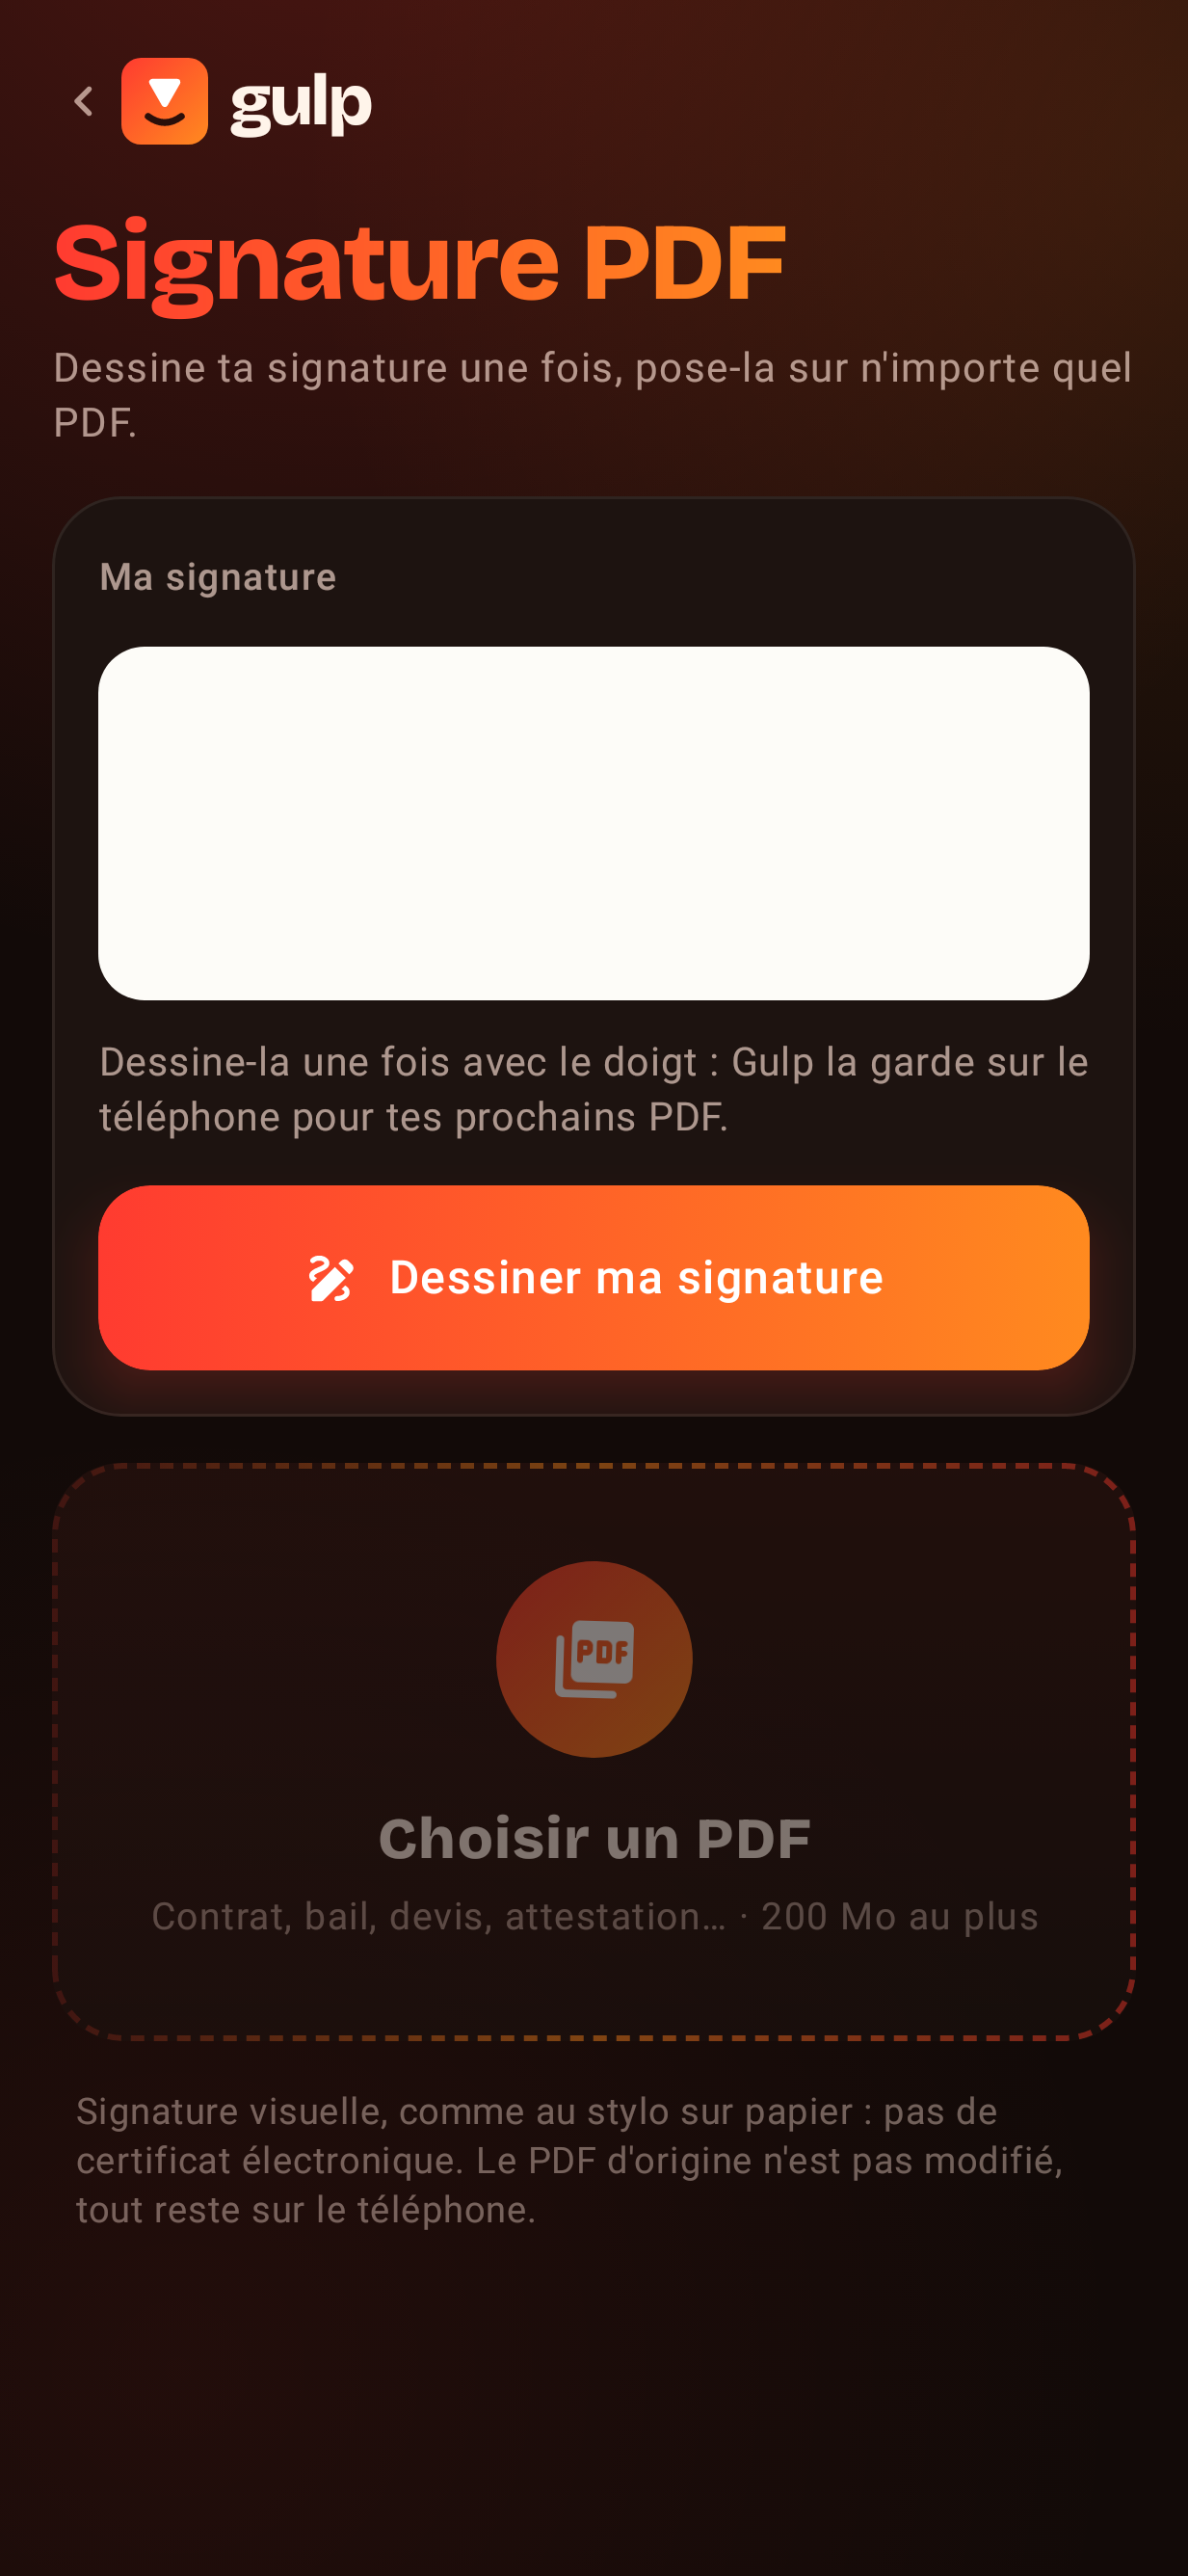 gulp
Signature PDF
Dessine ta signature une fois, pose-la sur n'importe quel
PDF.
Ma signature
Dessine-la une fois avec le doigt : Gulp la garde sur le
téléphone pour tes prochains PDF.
Dessiner ma signature
PDF
Choisir un PDF
Contrat, bail, devis, attestation… · 200 Mo au plus
Signature visuelle, comme au stylo sur papier : pas de
certificat électronique. Le PDF d'origine n'est pas modifié,
tout reste sur le téléphone.